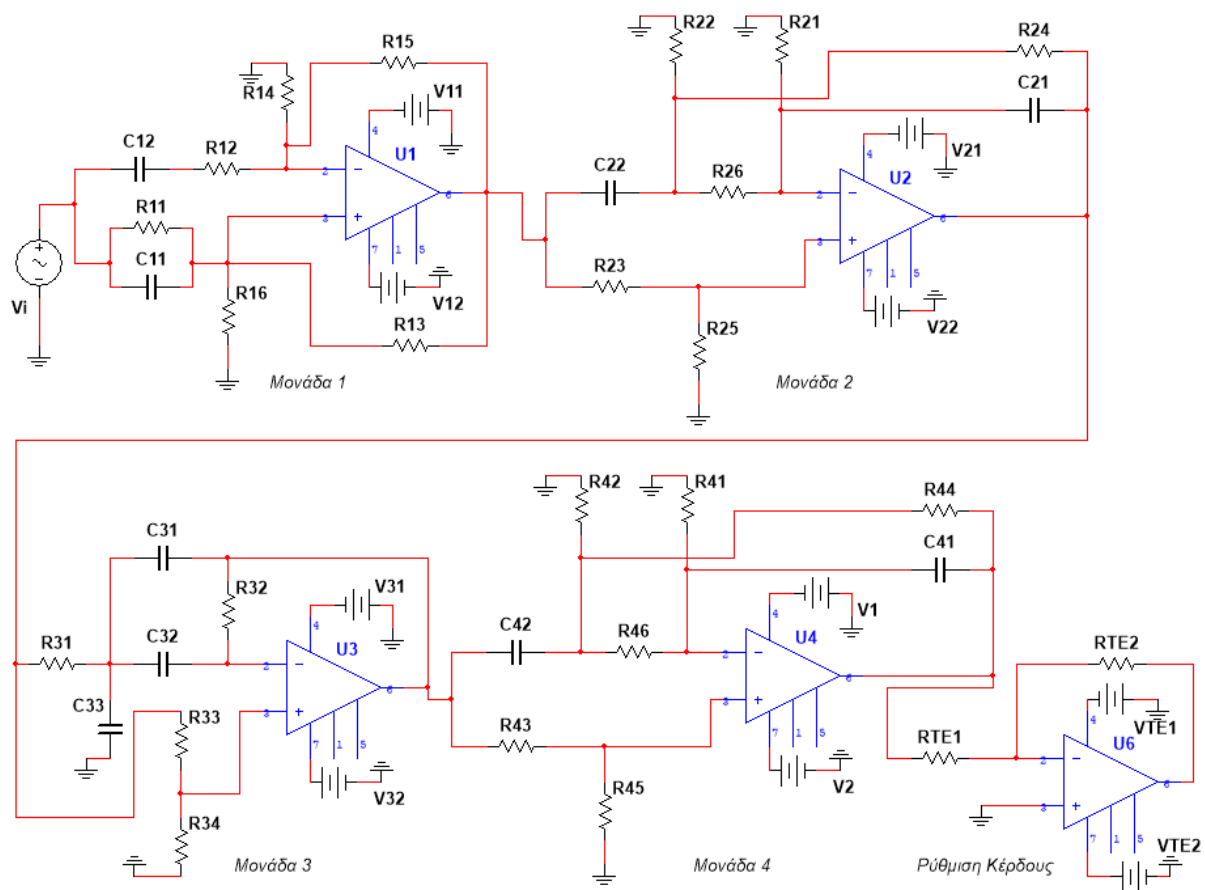 R22
R21
R24
R15
V11
R14
C21
C12
R12
4
U1
C22
R26
4
V21
U2
2
6
2
6
R11
3
3
C11
7
1
5
R23
7
1
5
Vi
R16
V12
R25
V22
R13
Μονάδα 1
Μονάδα 2
R42
R41
R44
C31
C41
R32
V31
4
V1
C42
R46
4
U4
RTE2
R31
C32
U3
2
2
6
6
C33
R33
3
R43
3
RTE1
4
VTE1
U6
2
7
1
5
7
1
5
6
V32
R45
V2
3
R34
7
1
5
VTE2
Μονάδα 3
Μονάδα 4
Ρύθμιση Κέρδους